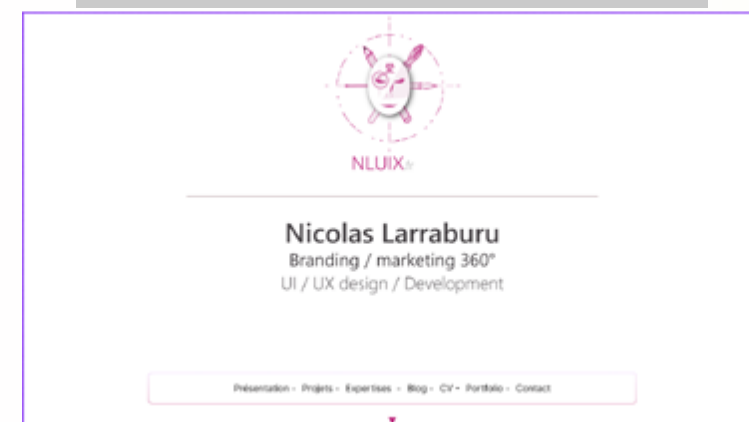 NLUIX.fr
Nicolas Larraburu
Branding / marketing 360°
UI / UX design / Development
Présentation - Projets - Expertises - Blog - CV - Portfolio - Contact